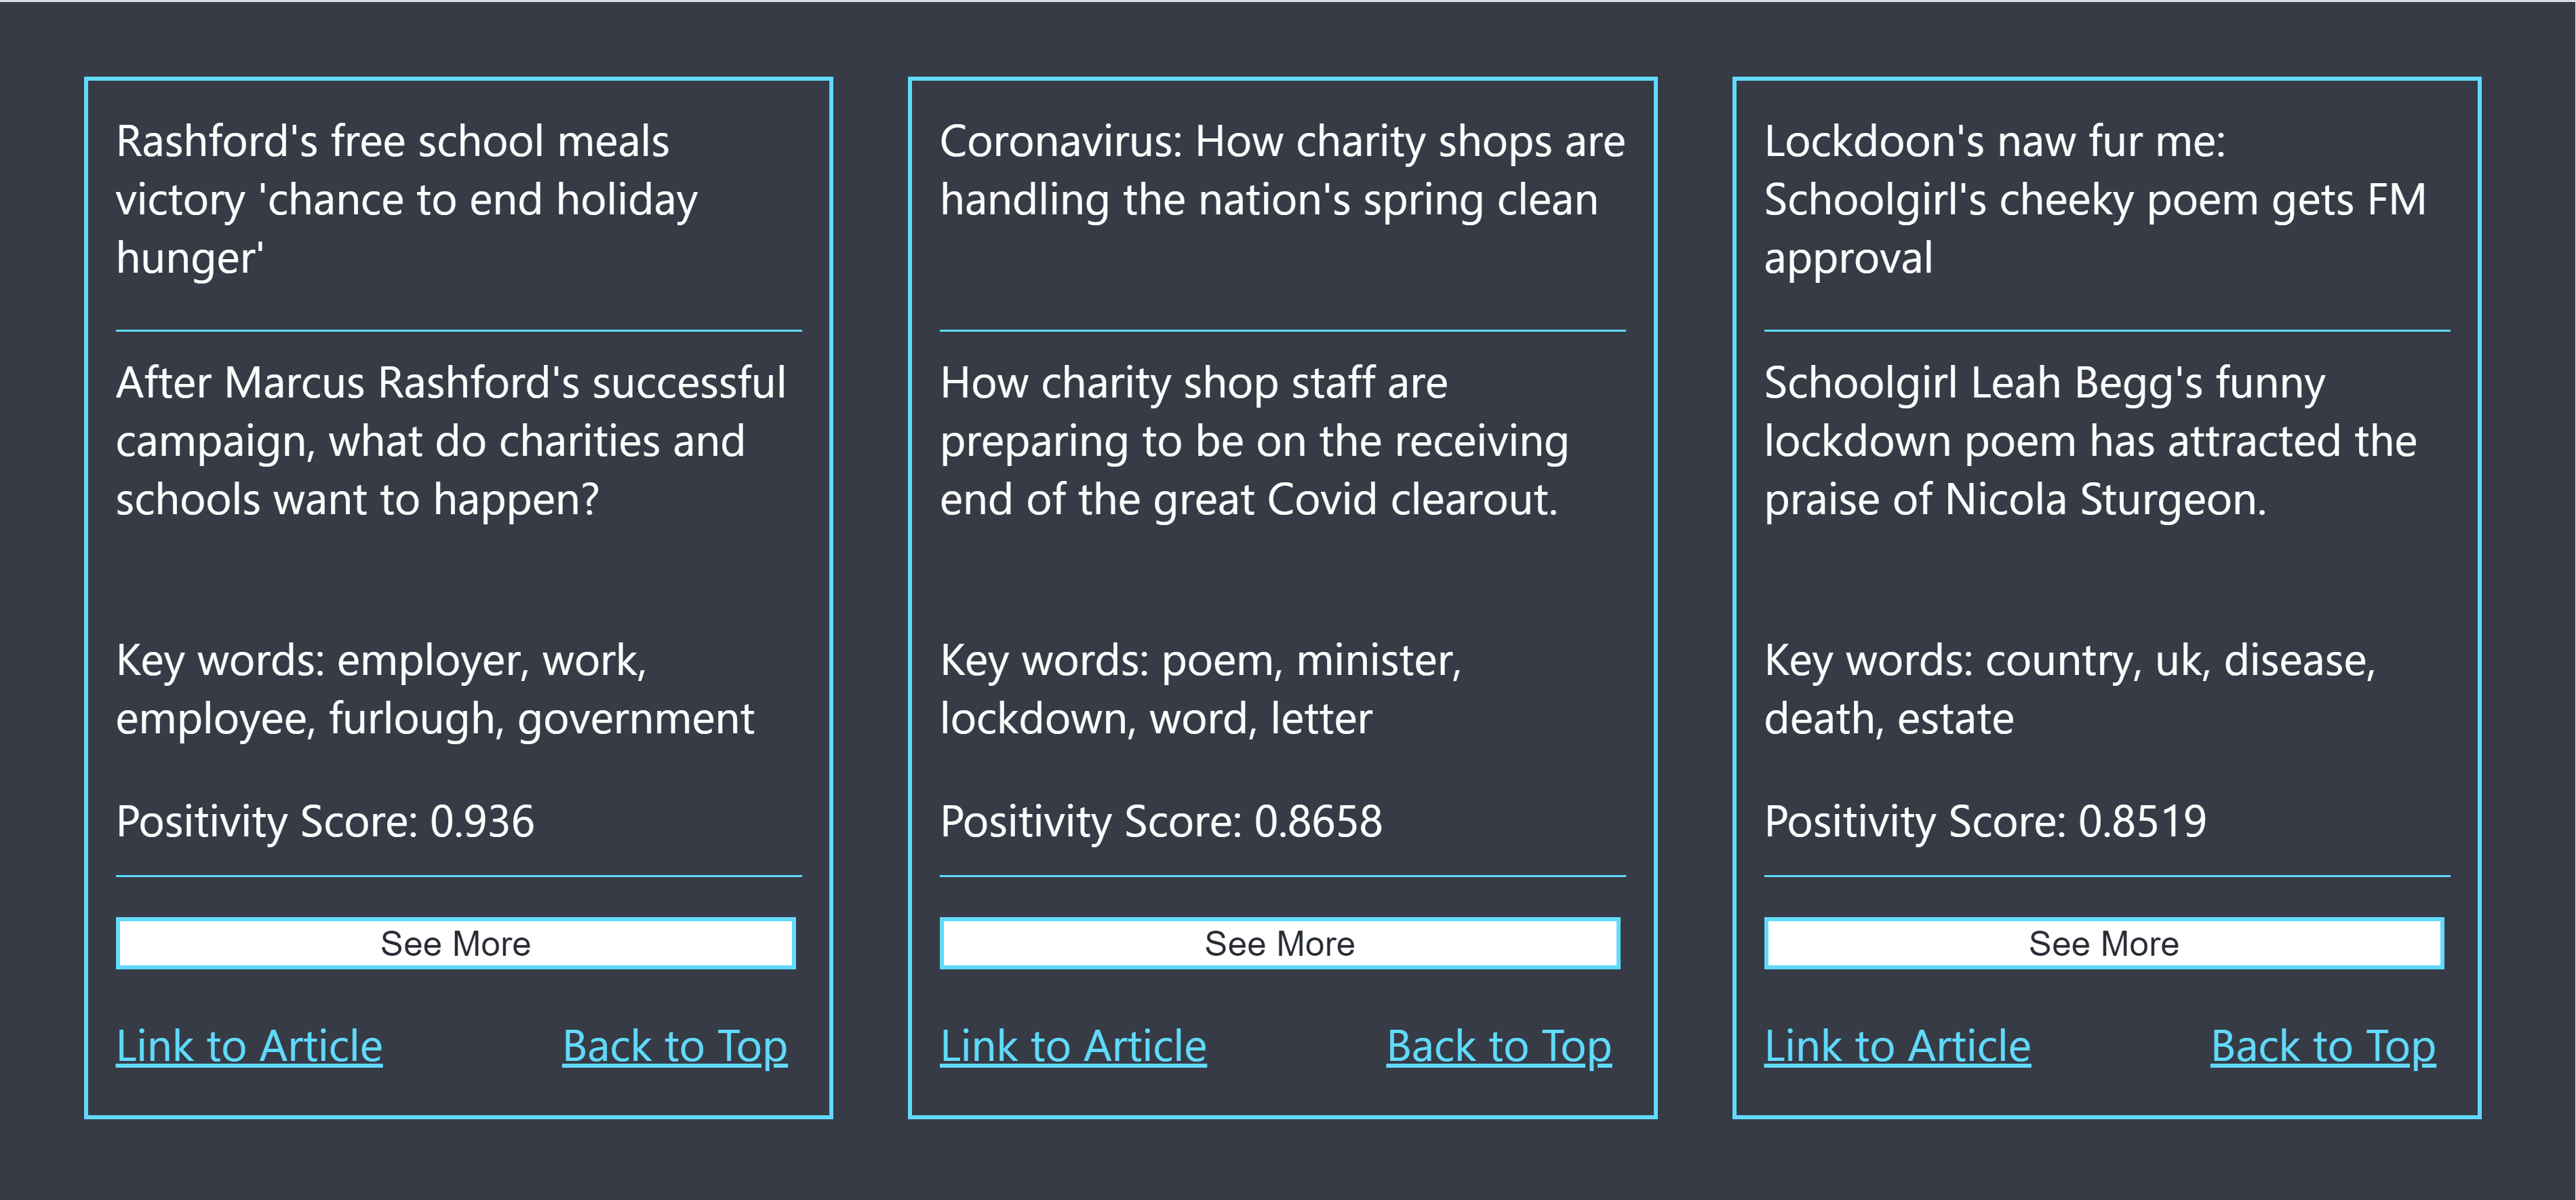 Rashford's free school meals
victory 'chance to end holiday
hunger'
After Marcus Rashford's successful
campaign, what do charities and
schools want to happen?
Key words: employer, work,
employee, furlough, government
Positivity Score: 0.936
See More
Link to Article
Back to Top
Coronavirus: How charity shops are
handling the nation's spring clean
How charity shop staff are
preparing to be on the receiving
end of the great Covid clearout.
Key words: poem, minister,
lockdown, word, letter
Positivity Score: 0.8658
See More
Link to Article
Back to Top
Lockdoon's naw fur me:
Schoolgirl's cheeky poem gets FM
approval
Schoolgirl Leah Begg's funny
lockdown poem has attracted the
praise of Nicola Sturgeon.
Key words: country, uk, disease,
death, estate
Positivity Score: 0.8519
See More
Link to Article
Back to Top